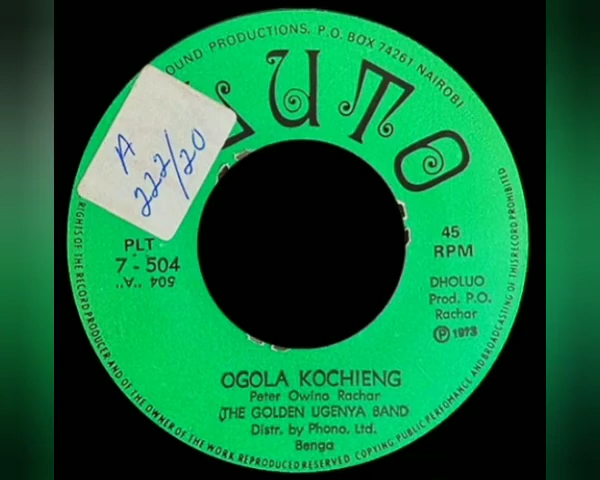 OUND PRODUCTIONS, P.O. BOX 74261 NAIROBI
LUTO
A
222/20
PLT
7 - 504
504 "A"
45
RPM
DHOLUO
Prod. P.O.
Rachar
Ⓟ 1973
OGOLA KOCHIENG
Peter Owino Rachar
THE GOLDEN UGENYA BAND
Distr. by Phono, Ltd.
Benga
RIGHTS OF THE RECORD PRODUCER AND OF THE OWNER OF THE WORK REPRODUCED RESERVED COPYING PUBLIC PERFOMANCE AND BROADCASTING OF THIS RECORD PROHIBITED